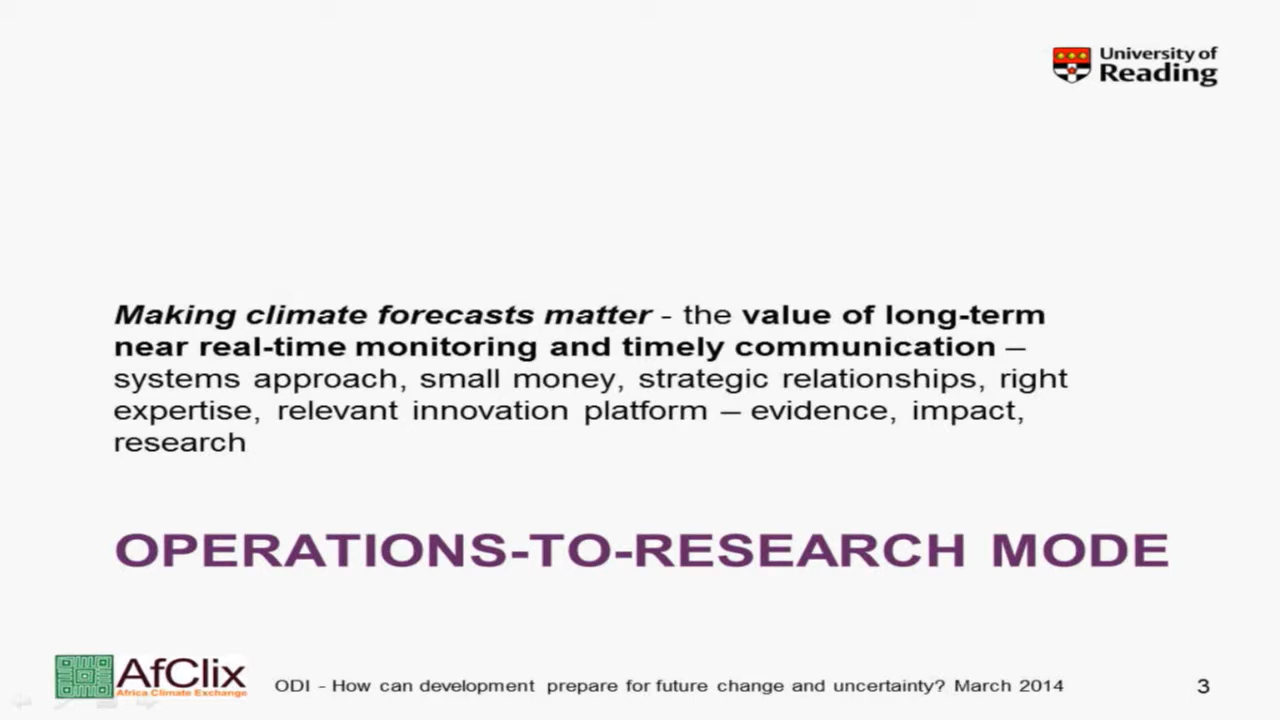 University of
Reading
Making climate forecasts matter - the value of long-term
near real-time monitoring and timely communication –
systems approach, small money, strategic relationships, right
expertise, relevant innovation platform – evidence, impact,
research
OPERATIONS-TO-RESEARCH MODE
AfClix
Africa Climate Exchange
ODI - How can development prepare for future change and uncertainty? March 2014
3